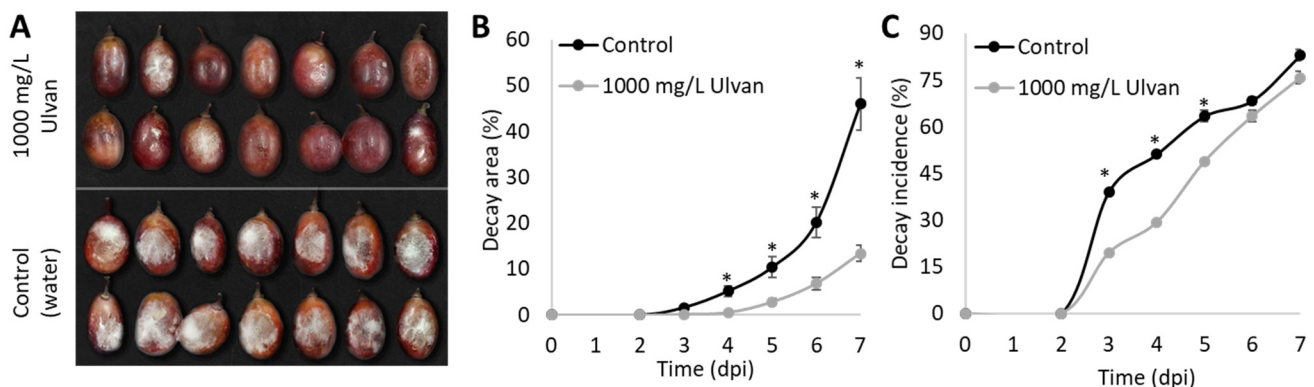 A
1000 mg/L
Ulvan
Control
(water)
B
Decay area (%)
60
50
40
30
20
10
0
Control
1000 mg/L Ulvan
*
*
*
*
0 1 2 3 4 5 6 7
Time (dpi)
C
Decay incidence (%)
90
75
60
45
30
15
0
Control
1000 mg/L Ulvan
*
*
*
0 1 2 3 4 5 6 7
Time (dpi)